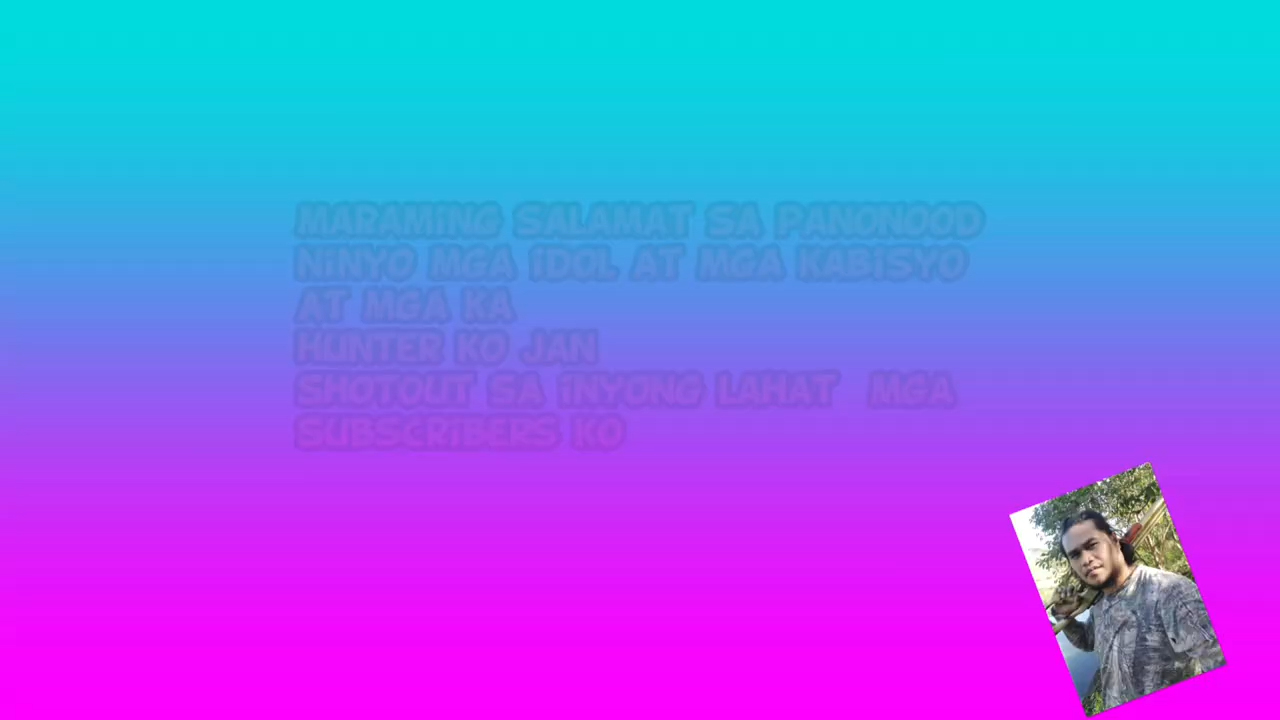 MARAMiNG SALAMAT SA PANONOOD
NiNYO MGA iDOL AT MGA KABiSYO
AT MGA KA
HUNTER KO JAN
SHOTOUT SA iNYONG LAHAT MGA
SUBSCRiBERS KO